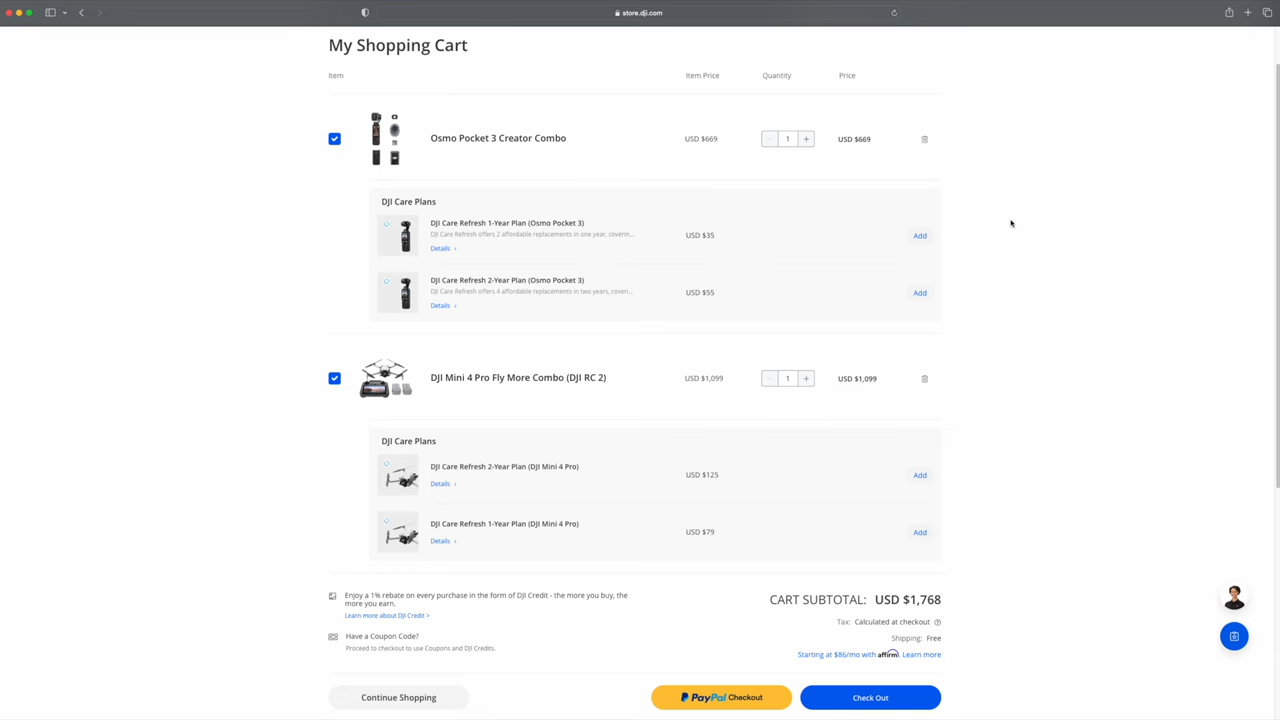 store.dji.com
My Shopping Cart
Item Item Price Quantity Price
Osmo Pocket 3 Creator Combo USD $669 1 + USD $669
DJI Care Plans
DJI Care Refresh 1-Year Plan (Osmo Pocket 3)
DJI Care Refresh offers 2 affordable replacements in one year, coverin...
USD $35 Add
Details >
DJI Care Refresh 2-Year Plan (Osmo Pocket 3)
DJI Care Refresh offers 4 affordable replacements in two years, coveri...
USD $55 Add
Details >
DJI Mini 4 Pro Fly More Combo (DJI RC 2) USD $1,099 1 + USD $1,099
DJI Care Plans
DJI Care Refresh 2-Year Plan (DJI Mini 4 Pro)
USD $125 Add
Details >
DJI Care Refresh 1-Year Plan (DJI Mini 4 Pro)
USD $79 Add
Details >
Enjoy a 1% rebate on every purchase in the form of DJI Credit - the more you buy, the
more you earn.
Learn more about DJI Credit >
Have a Coupon Code?
Proceed to checkout to use Coupons and DJI Credits.
CART SUBTOTAL: USD $1,768
Tax: Calculated at checkout
Shipping: Free
Starting at $86/mo with affirm. Learn more
Continue Shopping PayPal Checkout Check Out